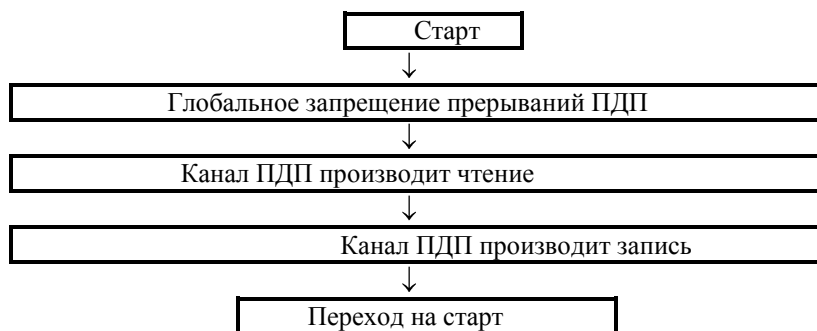 Старт
Глобальное запрещение прерываний ПДП
Канал ПДП производит чтение
Канал ПДП производит запись
Переход на старт